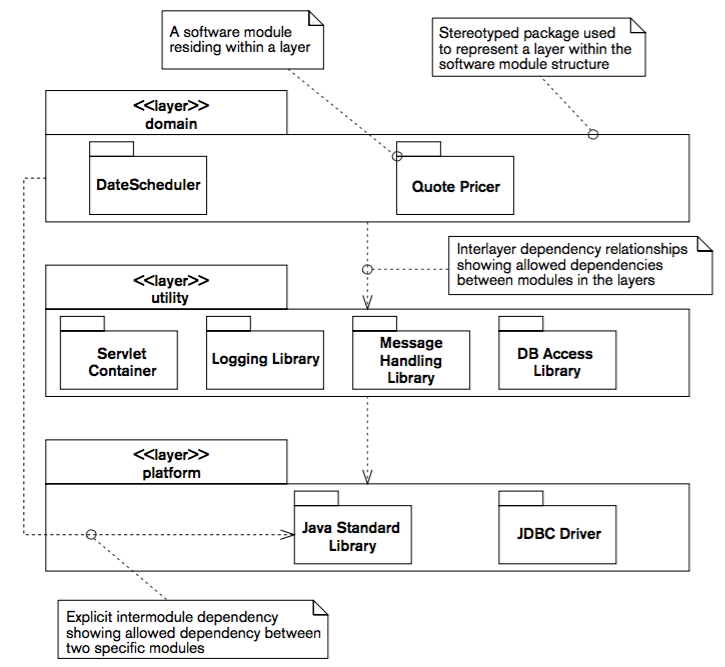 A software module
residing within a layer
Stereotyped package used
to represent a layer within the
software module structure
<<layer>>
domain
DateScheduler
Quote Pricer
Interlayer dependency relationships
showing allowed dependencies
between modules in the layers
<<layer>>
utility
Servlet
Container
Logging Library
Message
Handling
Library
DB Access
Library
<<layer>>
platform
Java Standard
Library
JDBC Driver
Explicit intermodule dependency
showing allowed dependency between
two specific modules